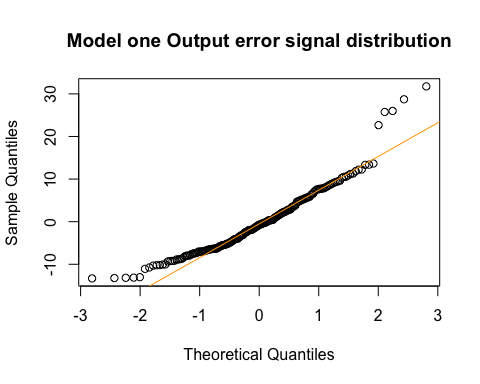 Model one Output error signal distribution
Sample Quantiles
30
20
10
0
-10
-3 -2 -1 0 1 2 3
Theoretical Quantiles